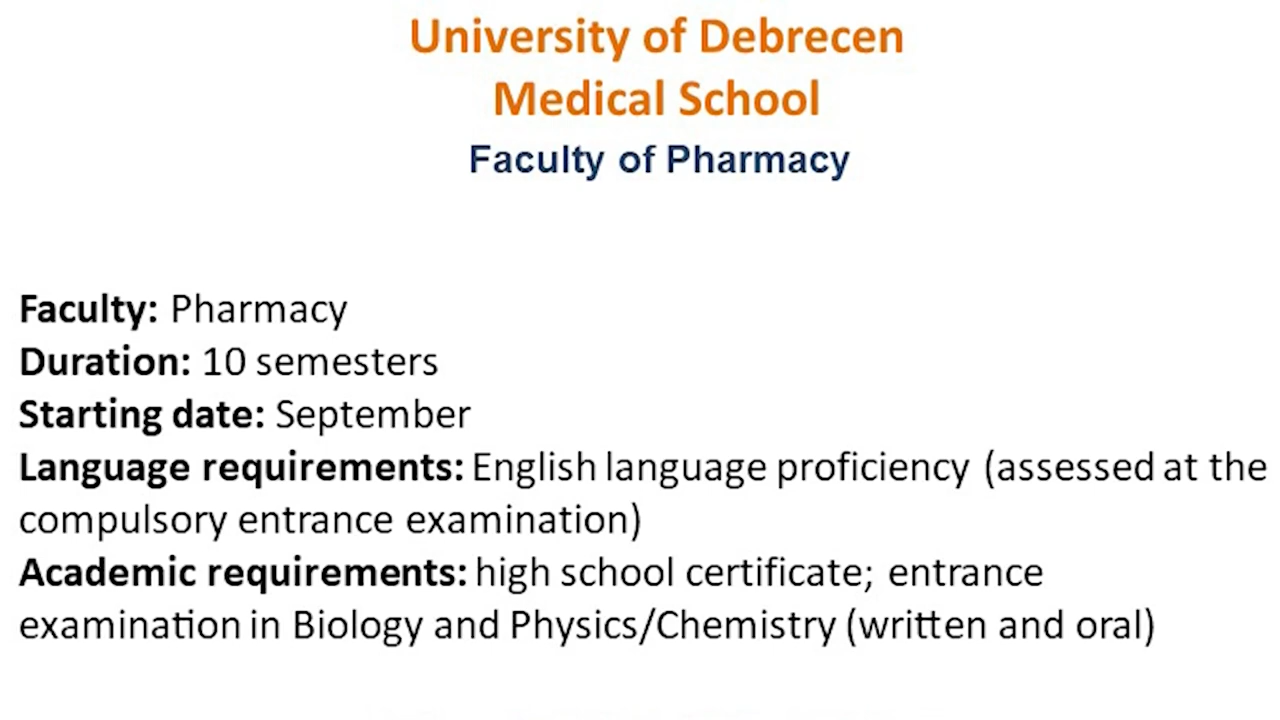 University of Debrecen
Medical School
Faculty of Pharmacy
Faculty: Pharmacy
Duration: 10 semesters
Starting date: September
Language requirements: English language proficiency (assessed at the
compulsory entrance examination)
Academic requirements: high school certificate; entrance
examination in Biology and Physics/Chemistry (written and oral)